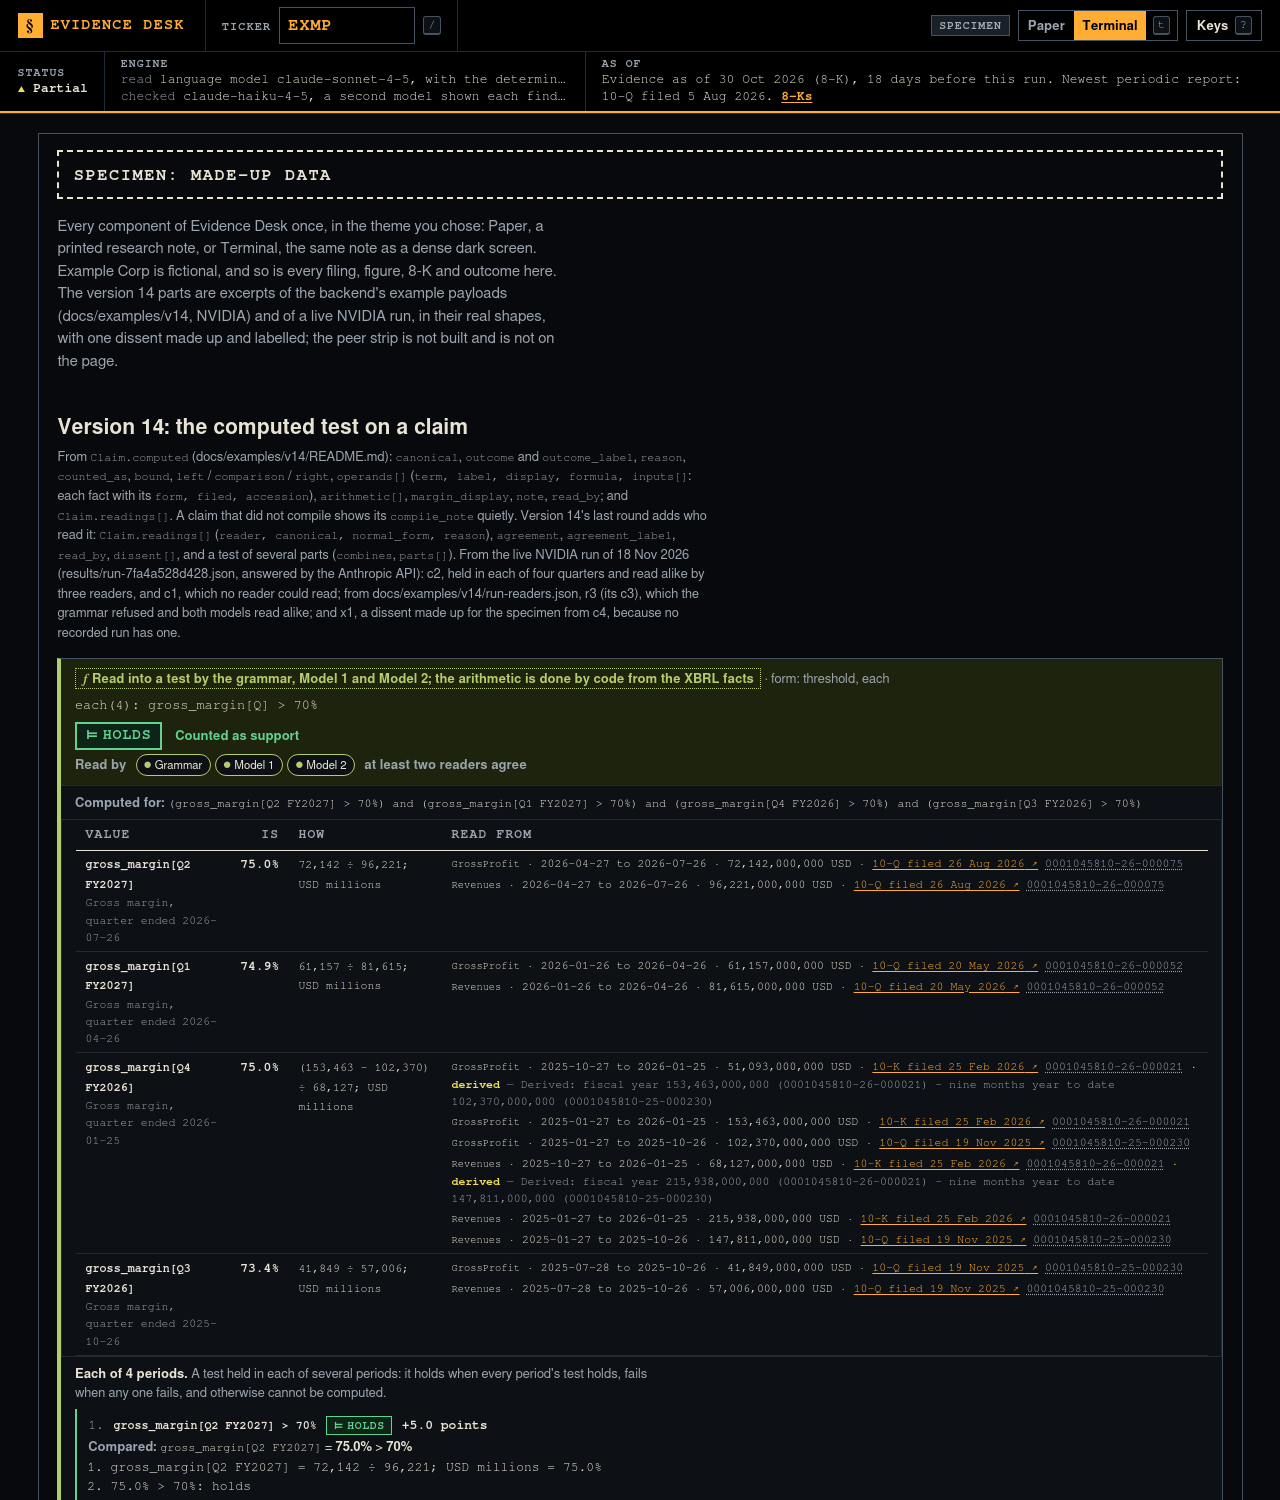 § EVIDENCE DESK TICKER EXMP / SPECIMEN Paper Terminal t Keys ?
STATUS
▲ Partial
ENGINE
read language model claude-sonnet-4-5, with the determin…
checked claude-haiku-4-5, a second model shown each find…
AS OF
Evidence as of 30 Oct 2026 (8-K), 18 days before this run. Newest periodic report:
10-Q filed 5 Aug 2026. 8-Ks
SPECIMEN: MADE-UP DATA
Every component of Evidence Desk once, in the theme you chose: Paper, a
printed research note, or Terminal, the same note as a dense dark screen.
Example Corp is fictional, and so is every filing, figure, 8-K and outcome here.
The version 14 parts are excerpts of the backend's example payloads
(docs/examples/v14, NVIDIA) and of a live NVIDIA run, in their real shapes,
with one dissent made up and labelled; the peer strip is not built and is not on
the page.
Version 14: the computed test on a claim
From Claim.computed (docs/examples/v14/README.md): canonical, outcome and outcome_label, reason,
counted_as, bound, left / comparison / right, operands[] (term, label, display, formula, inputs[]:
each fact with its form, filed, accession), arithmetic[], margin_display, note, read_by; and
Claim.readings[]. A claim that did not compile shows its compile_note quietly. Version 14's last round adds who
read it: Claim.readings[] (reader, canonical, normal_form, reason), agreement, agreement_label,
read_by, dissent[], and a test of several parts (combines, parts[]). From the live NVIDIA run of 18 Nov 2026
(results/run-7fa4a528d428.json, answered by the Anthropic API): c2, held in each of four quarters and read alike by
three readers, and c1, which no reader could read; from docs/examples/v14/run-readers.json, r3 (its c3), which the
grammar refused and both models read alike; and x1, a dissent made up for the specimen from c4, because no
recorded run has one.
ƒ Read into a test by the grammar, Model 1 and Model 2; the arithmetic is done by code from the XBRL facts · form: threshold, each
each(4): gross_margin[Q] > 70%
⊨ HOLDS Counted as support
Read by ● Grammar ● Model 1 ● Model 2 at least two readers agree
Computed for: (gross_margin[Q2 FY2027] > 70%) and (gross_margin[Q1 FY2027] > 70%) and (gross_margin[Q4 FY2026] > 70%) and (gross_margin[Q3 FY2026] > 70%)
VALUE IS HOW READ FROM
gross_margin[Q2 FY2027]
Gross margin, quarter ended 2026-07-26
75.0%
72,142 ÷ 96,221; USD millions
GrossProfit · 2026-04-27 to 2026-07-26 · 72,142,000,000 USD · 10-Q filed 26 Aug 2026 ↗ 0001045810-26-000075
Revenues · 2026-04-27 to 2026-07-26 · 96,221,000,000 USD · 10-Q filed 26 Aug 2026 ↗ 0001045810-26-000075
gross_margin[Q1 FY2027]
Gross margin, quarter ended 2026-04-26
74.9%
61,157 ÷ 81,615; USD millions
GrossProfit · 2026-01-26 to 2026-04-26 · 61,157,000,000 USD · 10-Q filed 20 May 2026 ↗ 0001045810-26-000052
Revenues · 2026-01-26 to 2026-04-26 · 81,615,000,000 USD · 10-Q filed 20 May 2026 ↗ 0001045810-26-000052
gross_margin[Q4 FY2026]
Gross margin, quarter ended 2026-01-25
75.0%
(153,463 − 102,370) ÷ 68,127; USD millions
GrossProfit · 2025-10-27 to 2026-01-25 · 51,093,000,000 USD · 10-K filed 25 Feb 2026 ↗ 0001045810-26-000021 ·
derived — Derived: fiscal year 153,463,000,000 (0001045810-26-000021) − nine months year to date
102,370,000,000 (0001045810-25-000230)
GrossProfit · 2025-01-27 to 2026-01-25 · 153,463,000,000 USD · 10-K filed 25 Feb 2026 ↗ 0001045810-26-000021
GrossProfit · 2025-01-27 to 2025-10-26 · 102,370,000,000 USD · 10-Q filed 19 Nov 2025 ↗ 0001045810-25-000230
Revenues · 2025-10-27 to 2026-01-25 · 68,127,000,000 USD · 10-K filed 25 Feb 2026 ↗ 0001045810-26-000021 ·
derived — Derived: fiscal year 215,938,000,000 (0001045810-26-000021) − nine months year to date
147,811,000,000 (0001045810-25-000230)
Revenues · 2025-01-27 to 2026-01-25 · 215,938,000,000 USD · 10-K filed 25 Feb 2026 ↗ 0001045810-26-000021
Revenues · 2025-01-27 to 2025-10-26 · 147,811,000,000 USD · 10-Q filed 19 Nov 2025 ↗ 0001045810-25-000230
gross_margin[Q3 FY2026]
Gross margin, quarter ended 2025-10-26
73.4%
41,849 ÷ 57,006; USD millions
GrossProfit · 2025-07-28 to 2025-10-26 · 41,849,000,000 USD · 10-Q filed 19 Nov 2025 ↗ 0001045810-25-000230
Revenues · 2025-07-28 to 2025-10-26 · 57,006,000,000 USD · 10-Q filed 19 Nov 2025 ↗ 0001045810-25-000230
Each of 4 periods. A test held in each of several periods: it holds when every period's test holds, fails
when any one fails, and otherwise cannot be computed.
1. gross_margin[Q2 FY2027] > 70% ⊨ HOLDS +5.0 points
Compared: gross_margin[Q2 FY2027] = 75.0% > 70%
1. gross_margin[Q2 FY2027] = 72,142 ÷ 96,221; USD millions = 75.0%
2. 75.0% > 70%: holds